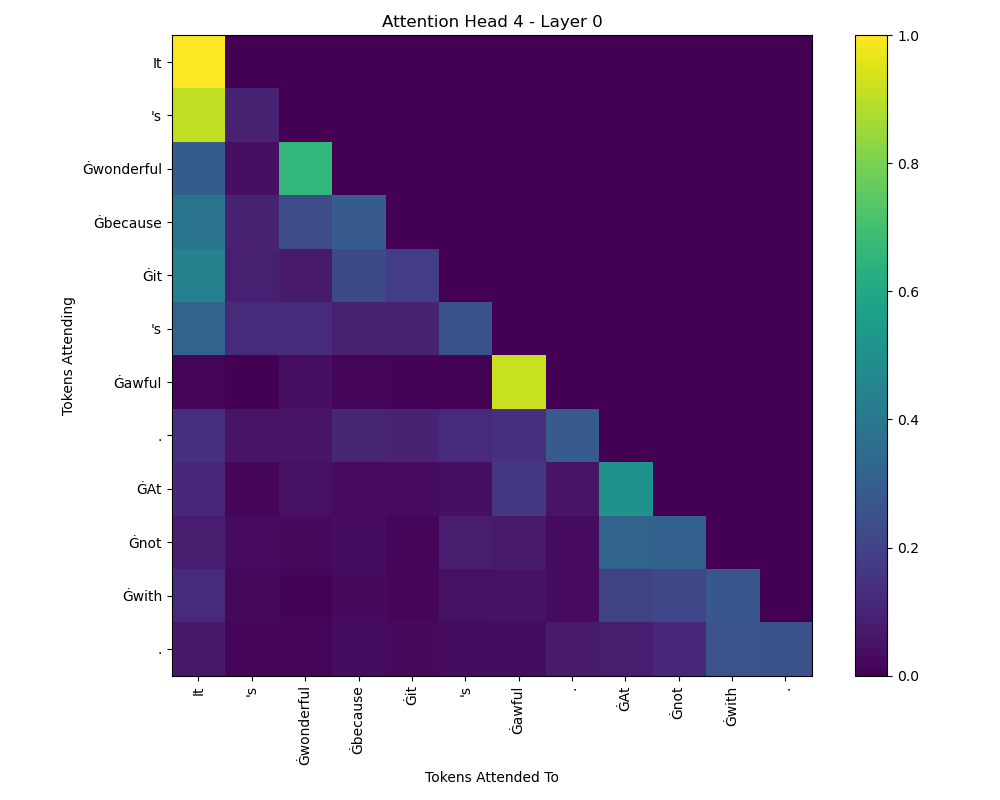 Attention Head 4 - Layer 0
Tokens Attending
It
's
Ġwonderful
Ġbecause
Ġit
's
Ġawful
.
ĠAt
Ġnot
Ġwith
.
It
's
Ġwonderful
Ġbecause
Ġit
's
Ġawful
.
ĠAt
Ġnot
Ġwith
.
Tokens Attended To
1.0
0.8
0.6
0.4
0.2
0.0